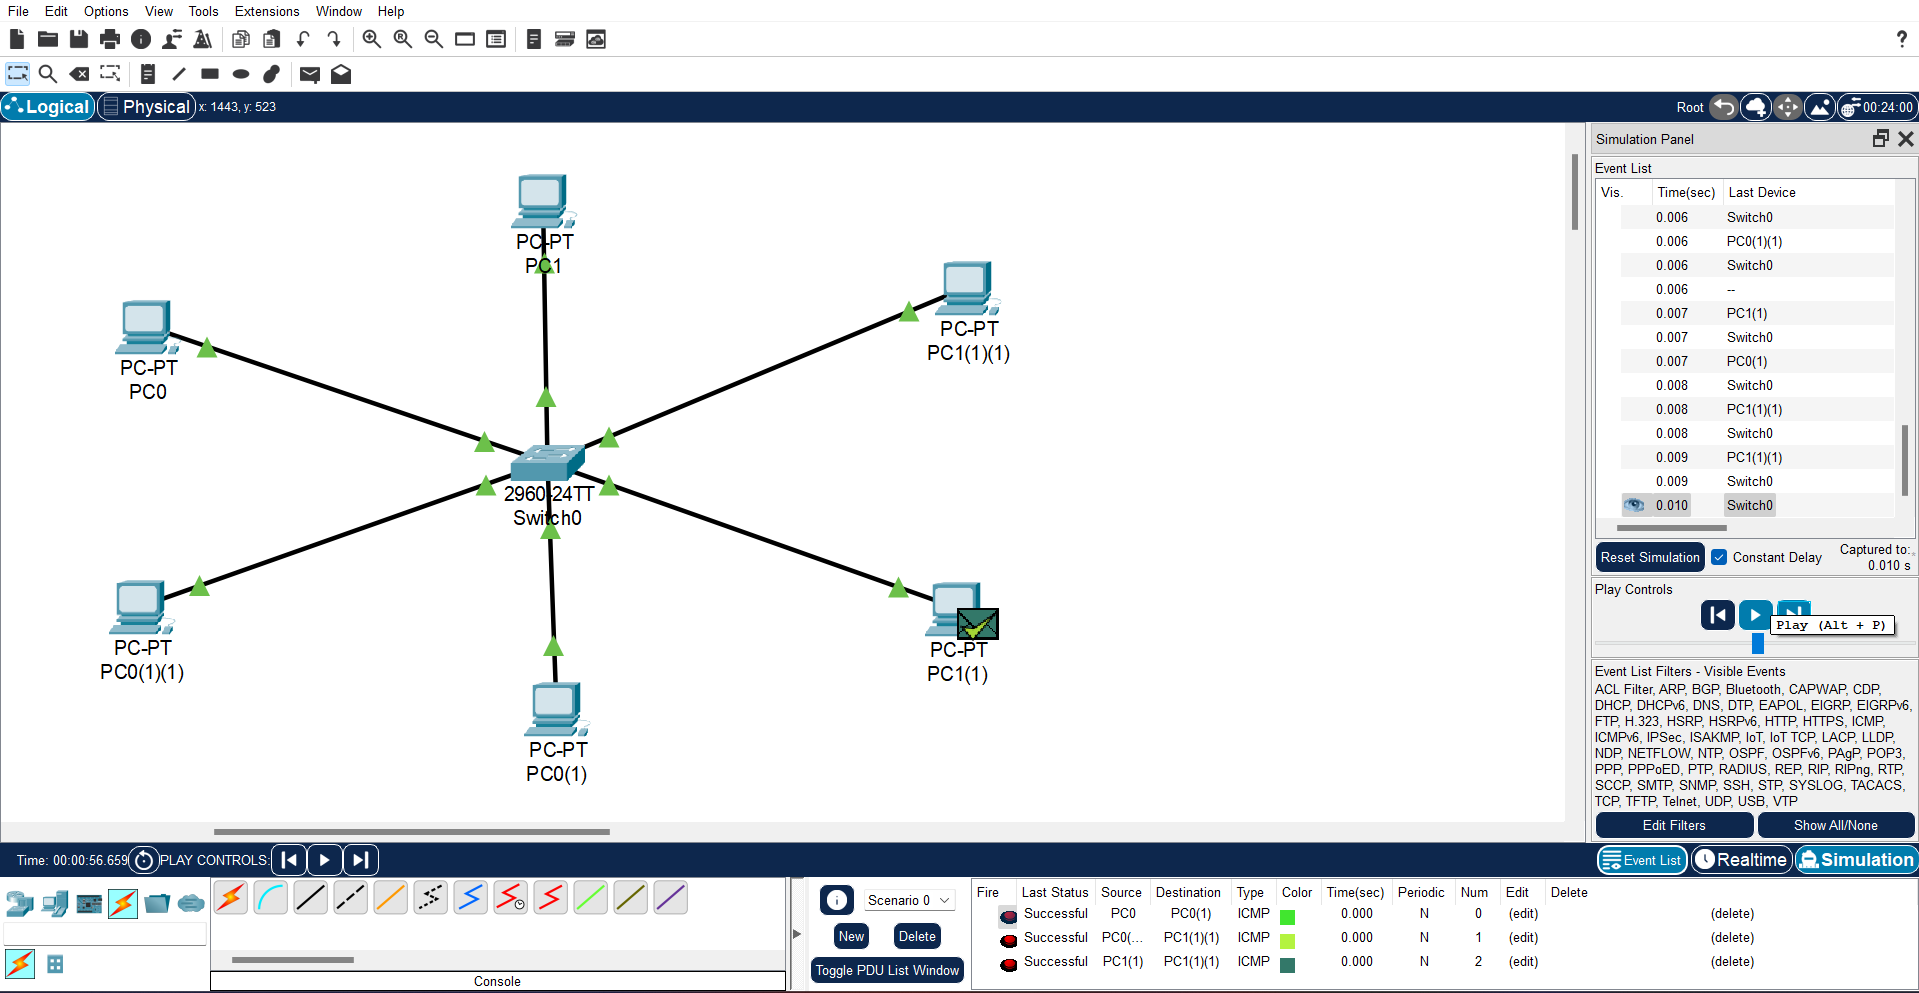 File Edit Options View Tools Extensions Window Help
?
Logical Physical x: 1443, y: 523 Root 00:24:00
PC-PT
PC1
PC-PT
PC1(1)(1)
PC-PT
PC0
2960-24TT
Switch0
PC-PT
PC0(1)(1)
PC-PT
PC1(1)
PC-PT
PC0(1)
Simulation Panel
Event List
Vis. Time(sec) Last Device
0.006 Switch0
0.006 PC0(1)(1)
0.006 Switch0
0.006 --
0.007 PC1(1)
0.007 Switch0
0.007 PC0(1)
0.008 Switch0
0.008 PC1(1)(1)
0.008 Switch0
0.009 PC1(1)(1)
0.009 Switch0
0.010 Switch0
Reset Simulation Constant Delay Captured to:
0.010 s
Play Controls
Play (Alt + P)
Event List Filters - Visible Events
ACL Filter, ARP, BGP, Bluetooth, CAPWAP, CDP,
DHCP, DHCPv6, DNS, DTP, EAPOL, EIGRP, EIGRPv6,
FTP, H.323, HSRP, HSRPv6, HTTP, HTTPS, ICMP,
ICMPv6, IPSec, ISAKMP, IoT, IoT TCP, LACP, LLDP,
NDP, NETFLOW, NTP, OSPF, OSPFv6, PAgP, POP3,
PPP, PPPoED, PTP, RADIUS, REP, RIP, RIPng, RTP,
SCCP, SMTP, SNMP, SSH, STP, SYSLOG, TACACS,
TCP, TFTP, Telnet, UDP, USB, VTP
Edit Filters Show All/None
Time: 00:00:56.659 PLAY CONTROLS: Event List Realtime Simulation
Console
Scenario 0
New Delete
Toggle PDU List Window
Fire Last Status Source Destination Type Color Time(sec) Periodic Num Edit Delete
Successful PC0 PC0(1) ICMP 0.000 N 0 (edit) (delete)
Successful PC0(... PC1(1)(1) ICMP 0.000 N 1 (edit) (delete)
Successful PC1(1) PC1(1)(1) ICMP 0.000 N 2 (edit) (delete)